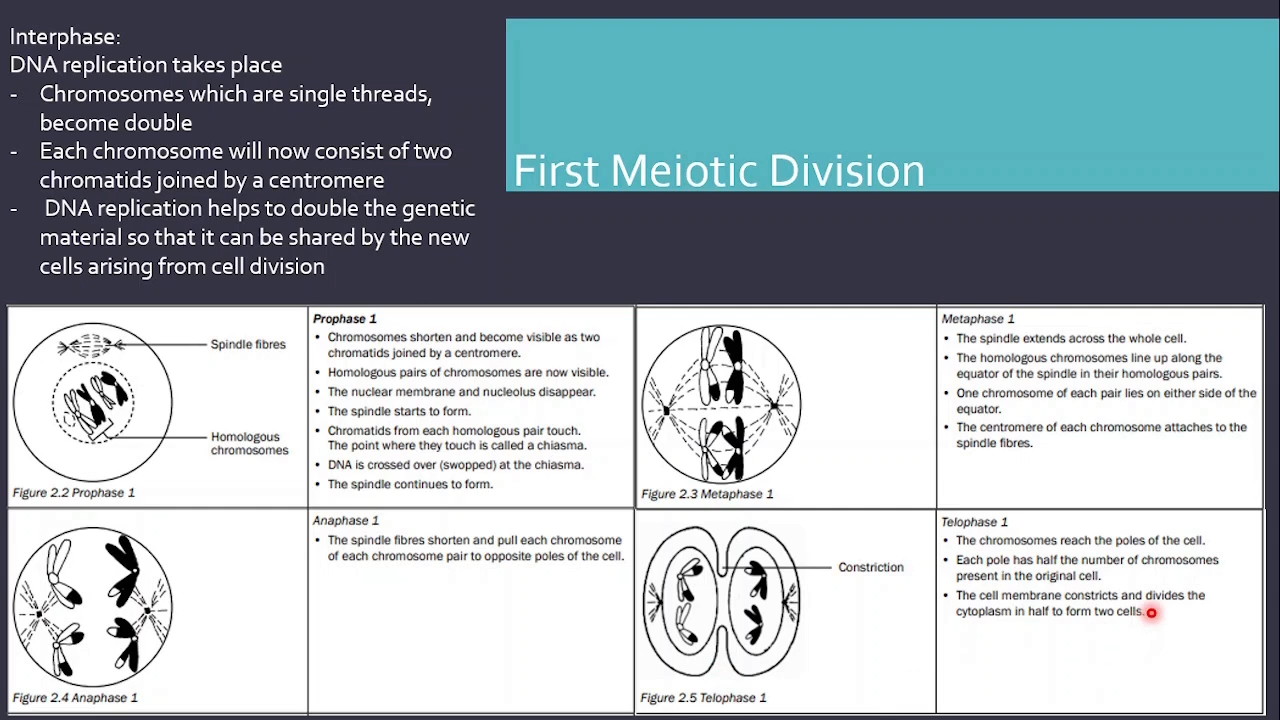 Interphase:
DNA replication takes place
- Chromosomes which are single threads,
become double
- Each chromosome will now consist of two
chromatids joined by a centromere
- DNA replication helps to double the genetic
material so that it can be shared by the new
cells arising from cell division
First Meiotic Division
Spindle fibres
Homologous
chromosomes
Figure 2.2 Prophase 1
Prophase 1
• Chromosomes shorten and become visible as two
chromatids joined by a centromere.
• Homologous pairs of chromosomes are now visible.
• The nuclear membrane and nucleolus disappear.
• The spindle starts to form.
• Chromatids from each homologous pair touch.
The point where they touch is called a chiasma.
• DNA is crossed over (swopped) at the chiasma.
• The spindle continues to form.
Figure 2.3 Metaphase 1
Metaphase 1
• The spindle extends across the whole cell.
• The homologous chromosomes line up along the
equator of the spindle in their homologous pairs.
• One chromosome of each pair lies on either side of the
equator.
• The centromere of each chromosome attaches to the
spindle fibres.
Figure 2.4 Anaphase 1
Anaphase 1
• The spindle fibres shorten and pull each chromosome
of each chromosome pair to opposite poles of the cell.
Constriction
Figure 2.5 Telophase 1
Telophase 1
• The chromosomes reach the poles of the cell.
• Each pole has half the number of chromosomes
present in the original cell.
• The cell membrane constricts and divides the
cytoplasm in half to form two cells.